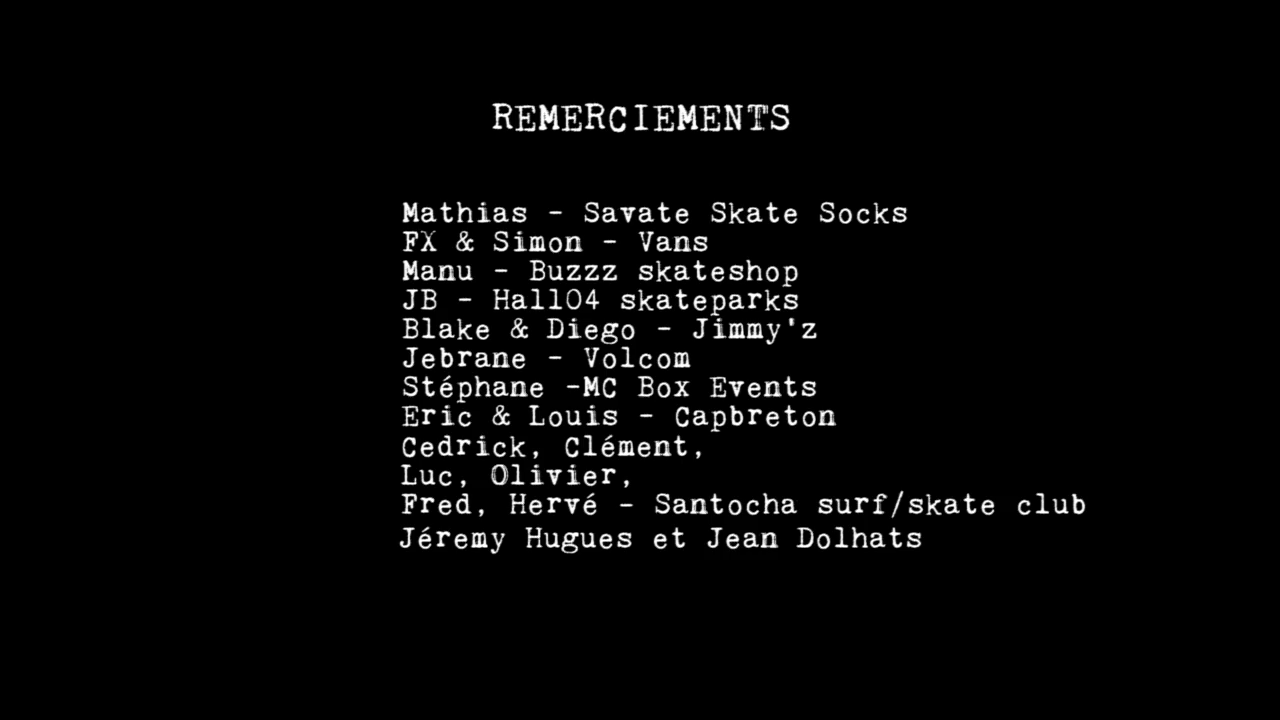 REMERCIEMENTS
Mathias - Savate Skate Socks
FX & Simon - Vans
Manu - Buzzz skateshop
JB - Hall04 skateparks
Blake & Diego - Jimmy'z
Jebrane - Volcom
Stéphane -MC Box Events
Eric & Louis - Capbreton
Cedrick, Clément,
Luc, Olivier,
Fred, Hervé - Santocha surf/skate club
Jéremy Hugues et Jean Dolhats